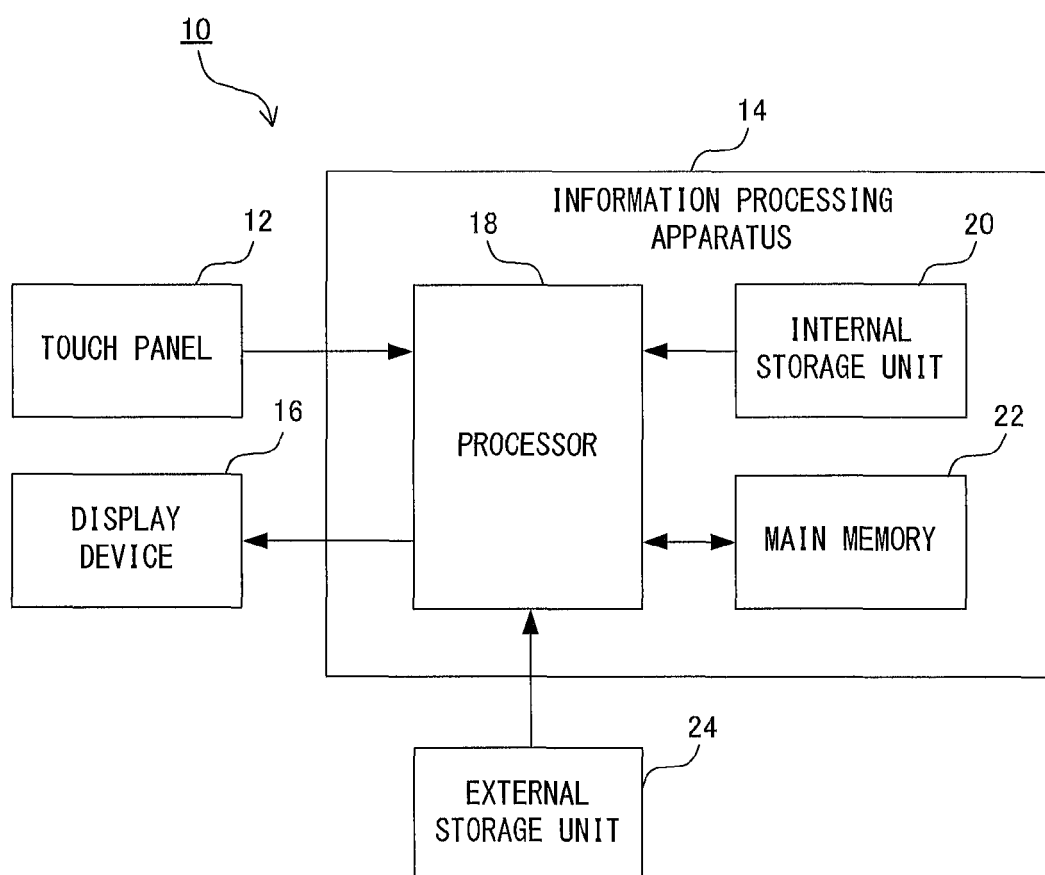 10
14
INFORMATION PROCESSING
APPARATUS
12
18
20
TOUCH PANEL
PROCESSOR
INTERNAL
STORAGE UNIT
16
22
DISPLAY
DEVICE
MAIN MEMORY
24
EXTERNAL
STORAGE UNIT